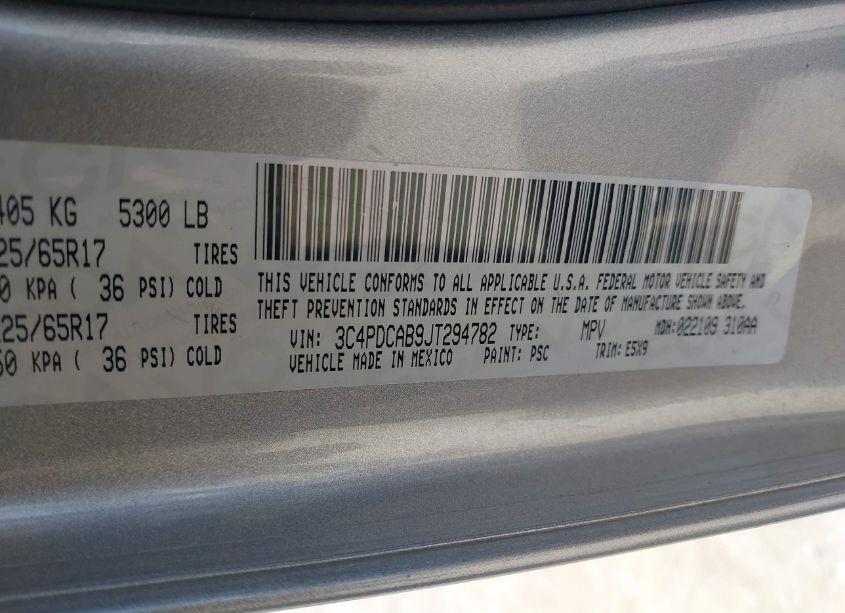 405 KG 5300 LB
25/65R17 TIRES
0 KPA ( 36 PSI) COLD
25/65R17 TIRES
50 KPA ( 36 PSI) COLD
THIS VEHICLE CONFORMS TO ALL APPLICABLE U.S.A. FEDERAL MOTOR VEHICLE SAFETY AND
THEFT PREVENTION STANDARDS IN EFFECT ON THE DATE OF MANUFACTURE SHOWN ABOVE.
VIN: 3C4PDCAB9JT294782 TYPE: MPV MDH:022109 310AA
VEHICLE MADE IN MEXICO PAINT: PSC TRIM: E5X9